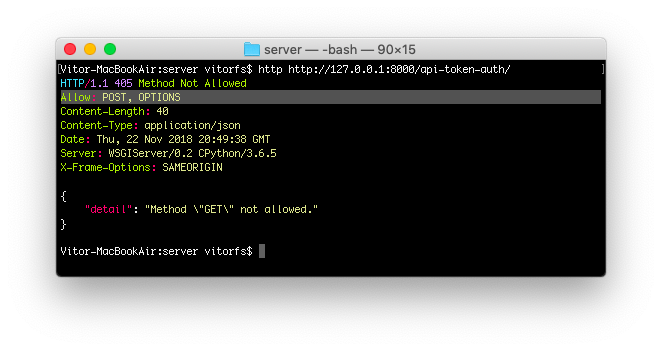 server — -bash — 90×15
[Vitor-MacBookAir:server vitorfs$ http http://127.0.0.1:8000/api-token-auth/ ]
HTTP/1.1 405 Method Not Allowed
Allow: POST, OPTIONS
Content-Length: 40
Content-Type: application/json
Date: Thu, 22 Nov 2018 20:49:38 GMT
Server: WSGIServer/0.2 CPython/3.6.5
X-Frame-Options: SAMEORIGIN
{
    "detail": "Method \"GET\" not allowed."
}
Vitor-MacBookAir:server vitorfs$